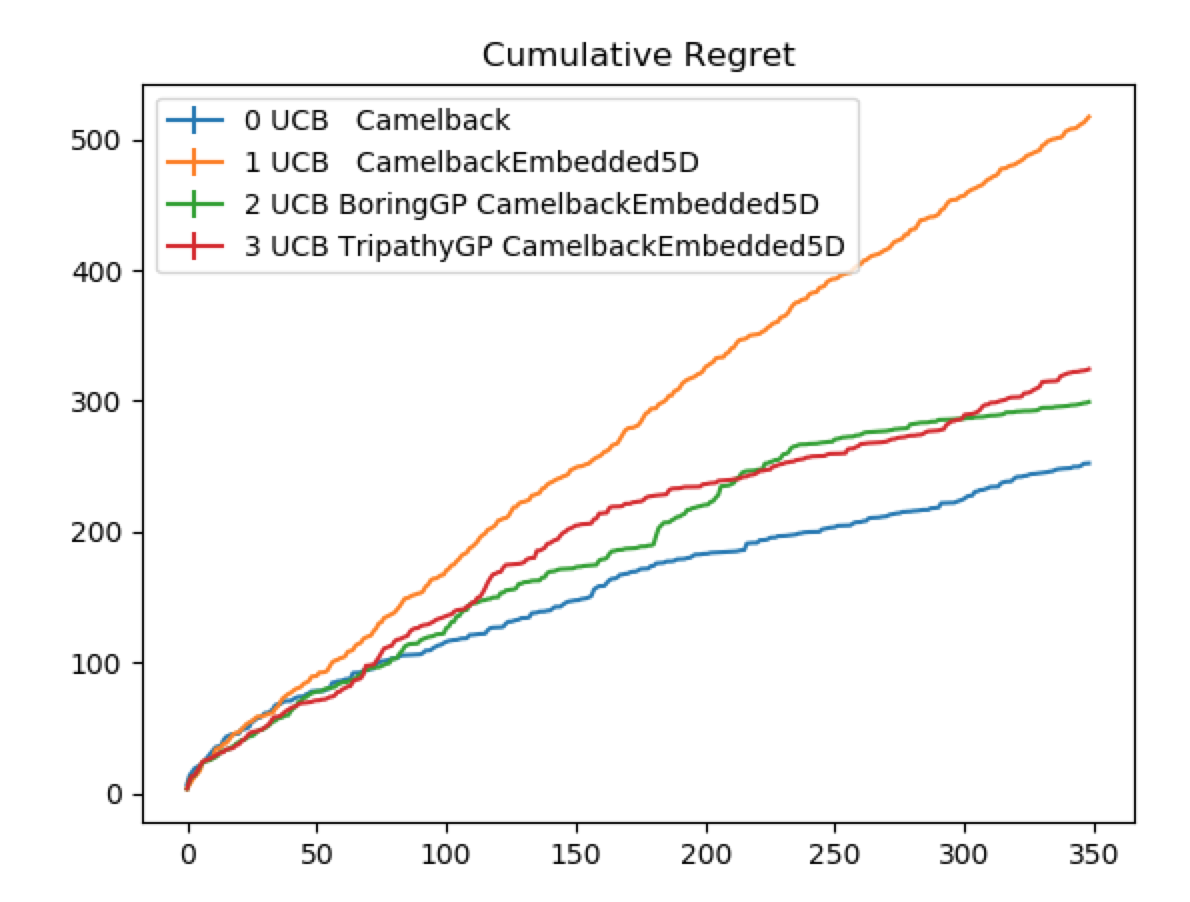 Cumulative Regret
0 UCB   Camelback
1 UCB   CamelbackEmbedded5D
2 UCB BoringGP CamelbackEmbedded5D
3 UCB TripathyGP CamelbackEmbedded5D
500
400
300
200
100
0
0 50 100 150 200 250 300 350